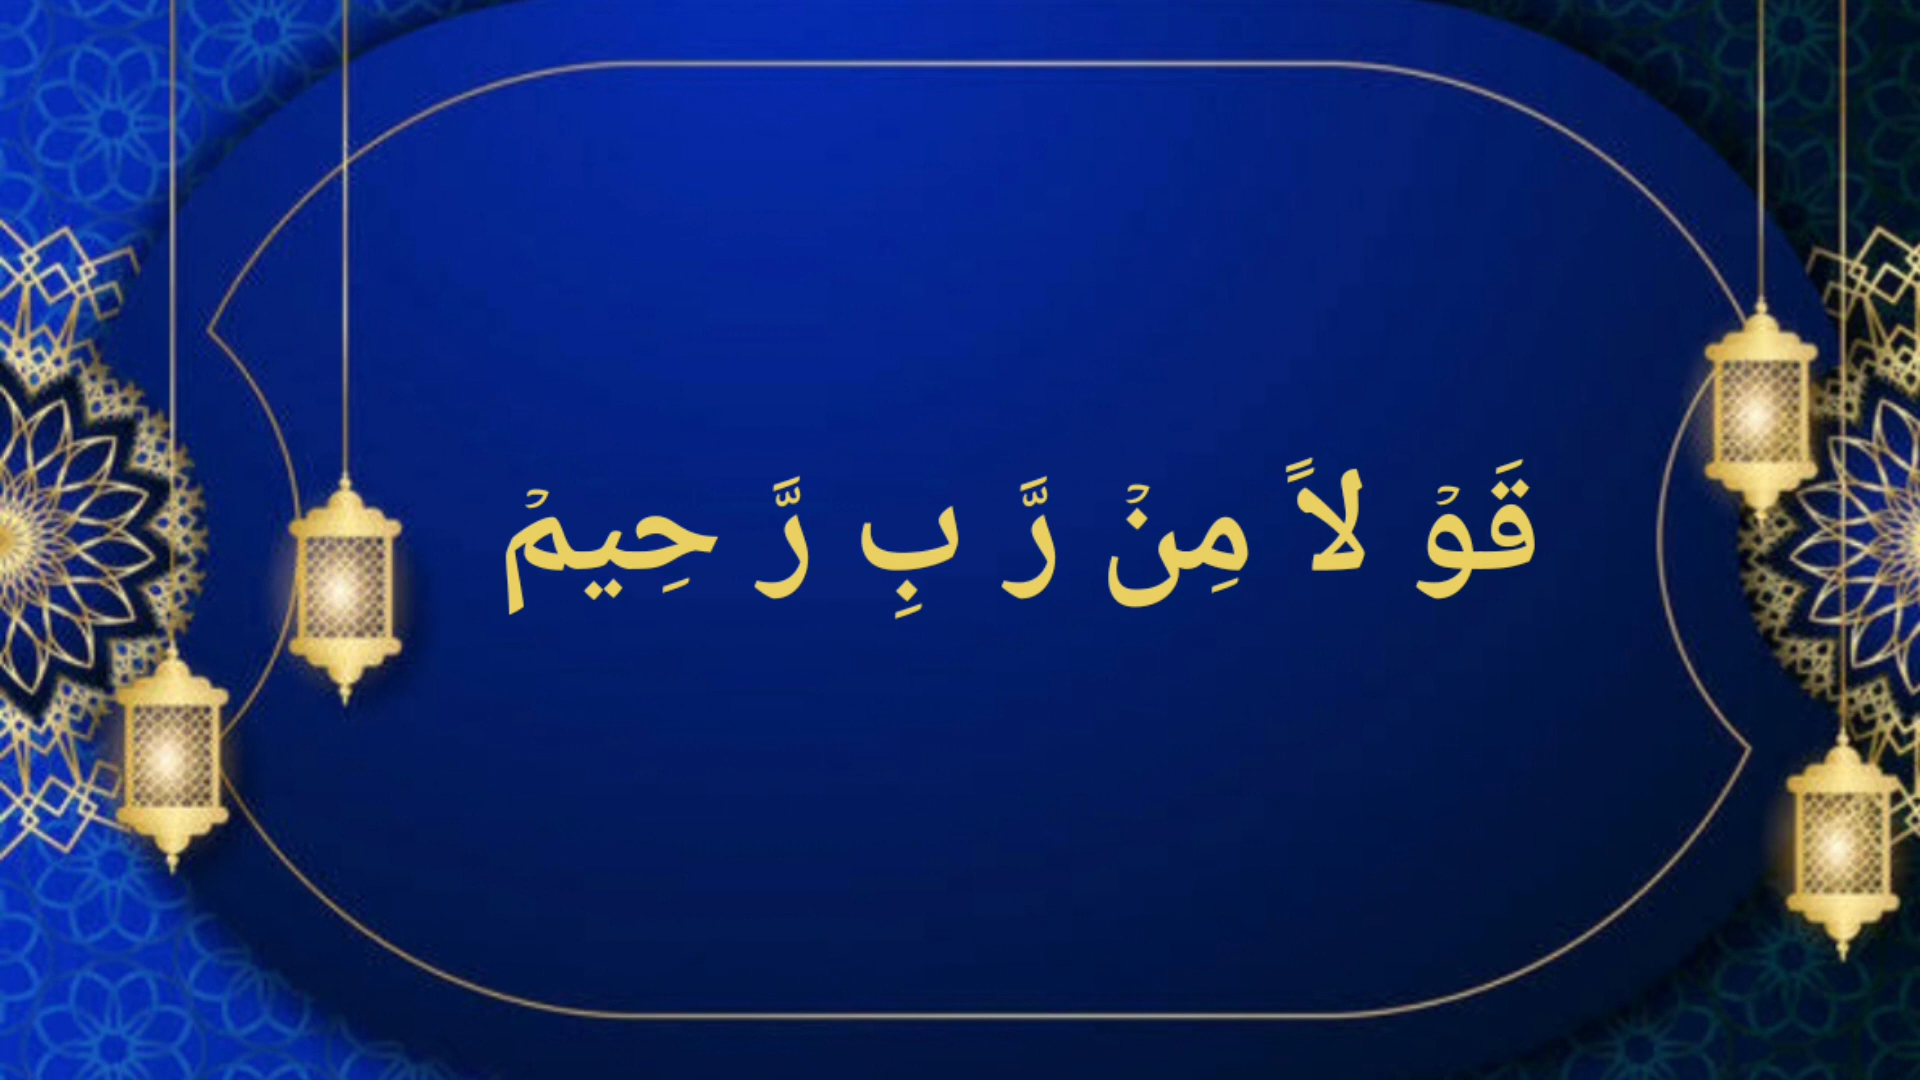 قَوۡ لاً مِنۡ رَّ بِ رَّ حِيمۡ